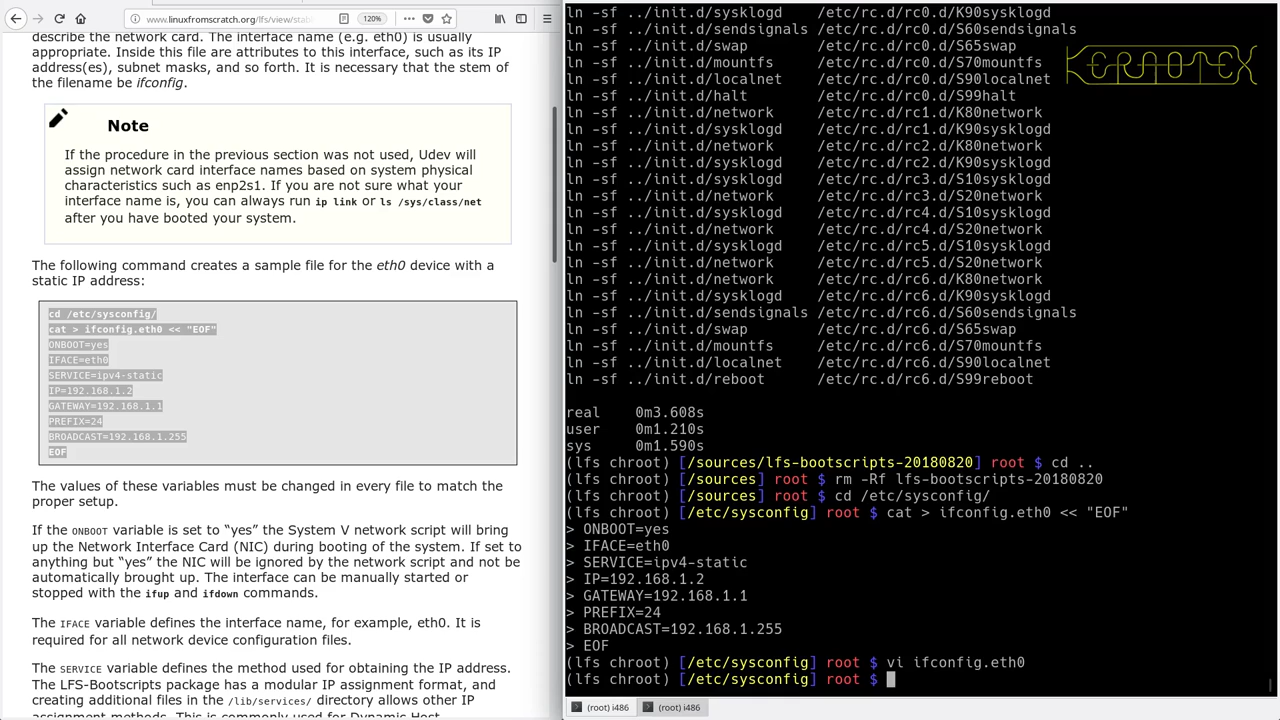 www.linuxfromscratch.org/lfs/view/stab
120%
describe the network card. The interface name (e.g. eth0) is usually
appropriate. Inside this file are attributes to this interface, such as its IP
address(es), subnet masks, and so forth. It is necessary that the stem of
the filename be ifconfig.
Note
If the procedure in the previous section was not used, Udev will
assign network card interface names based on system physical
characteristics such as enp2s1. If you are not sure what your
interface name is, you can always run ip link or ls /sys/class/net
after you have booted your system.
The following command creates a sample file for the eth0 device with a
static IP address:
cd /etc/sysconfig/
cat > ifconfig.eth0 << "EOF"
ONBOOT=yes
IFACE=eth0
SERVICE=ipv4-static
IP=192.168.1.2
GATEWAY=192.168.1.1
PREFIX=24
BROADCAST=192.168.1.255
EOF
The values of these variables must be changed in every file to match the
proper setup.
If the ONBOOT variable is set to “yes” the System V network script will bring
up the Network Interface Card (NIC) during booting of the system. If set to
anything but “yes” the NIC will be ignored by the network script and not be
automatically brought up. The interface can be manually started or
stopped with the ifup and ifdown commands.
The IFACE variable defines the interface name, for example, eth0. It is
required for all network device configuration files.
The SERVICE variable defines the method used for obtaining the IP address.
The LFS-Bootscripts package has a modular IP assignment format, and
creating additional files in the /lib/services/ directory allows other IP
assignment methods. This is commonly used for Dynamic Host
ln -sf ../init.d/sysklogd /etc/rc.d/rc0.d/K90sysklogd
ln -sf ../init.d/sendsignals /etc/rc.d/rc0.d/S60sendsignals
ln -sf ../init.d/swap /etc/rc.d/rc0.d/S65swap
ln -sf ../init.d/mountfs /etc/rc.d/rc0.d/S70mountfs
ln -sf ../init.d/localnet /etc/rc.d/rc0.d/S90localnet
ln -sf ../init.d/halt /etc/rc.d/rc0.d/S99halt
ln -sf ../init.d/network /etc/rc.d/rc1.d/K80network
ln -sf ../init.d/sysklogd /etc/rc.d/rc1.d/K90sysklogd
ln -sf ../init.d/network /etc/rc.d/rc2.d/K80network
ln -sf ../init.d/sysklogd /etc/rc.d/rc2.d/K90sysklogd
ln -sf ../init.d/sysklogd /etc/rc.d/rc3.d/S10sysklogd
ln -sf ../init.d/network /etc/rc.d/rc3.d/S20network
ln -sf ../init.d/sysklogd /etc/rc.d/rc4.d/S10sysklogd
ln -sf ../init.d/network /etc/rc.d/rc4.d/S20network
ln -sf ../init.d/sysklogd /etc/rc.d/rc5.d/S10sysklogd
ln -sf ../init.d/network /etc/rc.d/rc5.d/S20network
ln -sf ../init.d/network /etc/rc.d/rc6.d/K80network
ln -sf ../init.d/sysklogd /etc/rc.d/rc6.d/K90sysklogd
ln -sf ../init.d/sendsignals /etc/rc.d/rc6.d/S60sendsignals
ln -sf ../init.d/swap /etc/rc.d/rc6.d/S65swap
ln -sf ../init.d/mountfs /etc/rc.d/rc6.d/S70mountfs
ln -sf ../init.d/localnet /etc/rc.d/rc6.d/S90localnet
ln -sf ../init.d/reboot /etc/rc.d/rc6.d/S99reboot
real 0m3.608s
user 0m1.210s
sys 0m1.590s
(lfs chroot) [/sources/lfs-bootscripts-20180820] root $ cd ..
(lfs chroot) [/sources] root $ rm -Rf lfs-bootscripts-20180820
(lfs chroot) [/sources] root $ cd /etc/sysconfig/
(lfs chroot) [/etc/sysconfig] root $ cat > ifconfig.eth0 << "EOF"
> ONBOOT=yes
> IFACE=eth0
> SERVICE=ipv4-static
> IP=192.168.1.2
> GATEWAY=192.168.1.1
> PREFIX=24
> BROADCAST=192.168.1.255
> EOF
(lfs chroot) [/etc/sysconfig] root $ vi ifconfig.eth0
(lfs chroot) [/etc/sysconfig] root $
(root) i486
(root) i486